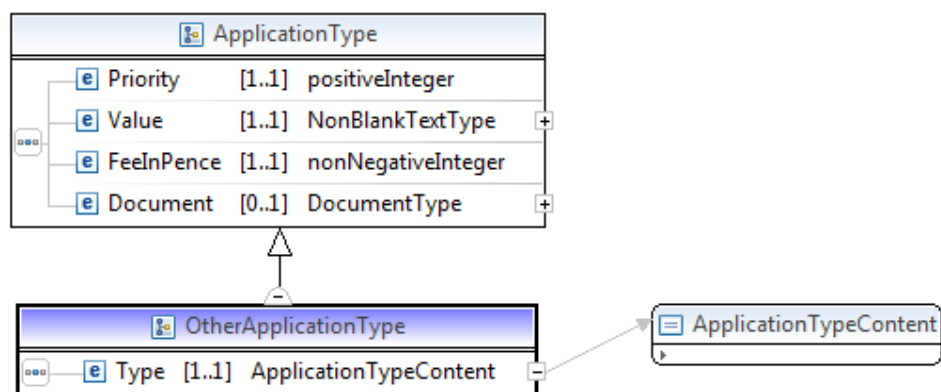 ApplicationType
e Priority [1..1] positiveInteger
e Value [1..1] NonBlankTextType
e FeeInPence [1..1] nonNegativeInteger
e Document [0..1] DocumentType
OtherApplicationType
ApplicationTypeContent
e Type [1..1] ApplicationTypeContent